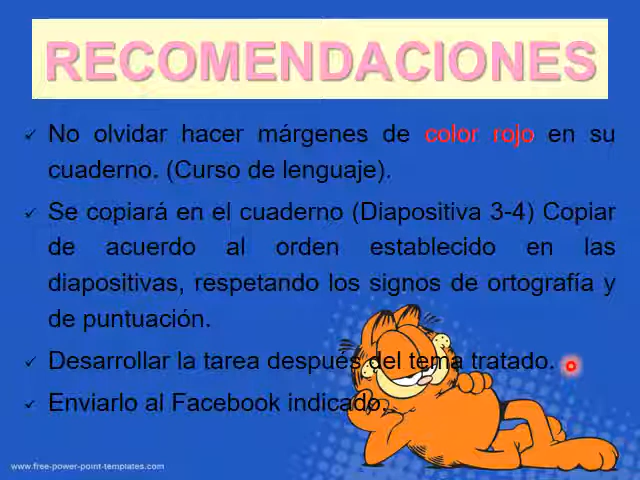 RECOMENDACIONES
✓ No olvidar hacer márgenes de color rojo en su
cuaderno. (Curso de lenguaje).
✓ Se copiará en el cuaderno (Diapositiva 3-4) Copiar
de acuerdo al orden establecido en las
diapositivas, respetando los signos de ortografía y
de puntuación.
✓ Desarrollar la tarea después del tema tratado.
✓ Enviarlo al Facebook indicado.
www.free-power-point-templates.com